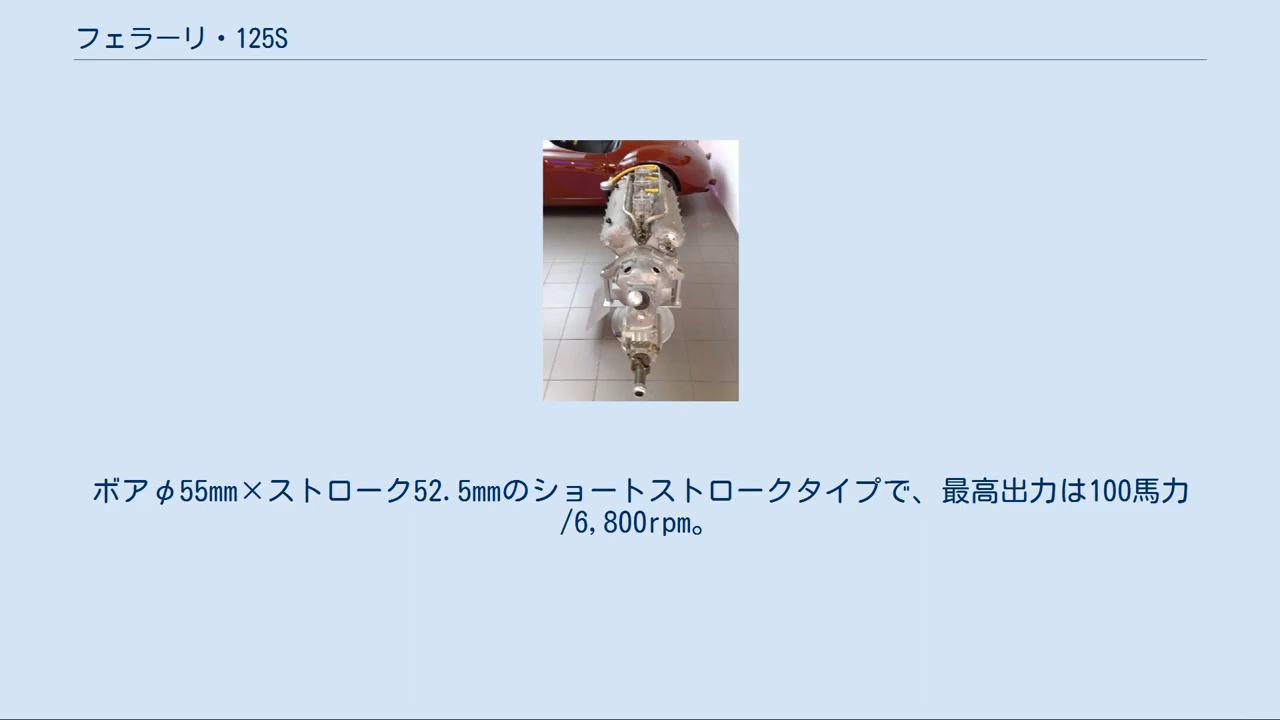 フェラーリ・125S
ボアφ55mm×ストローク52.5mmのショートストロークタイプで、最高出力は100馬力
/6,800rpm。